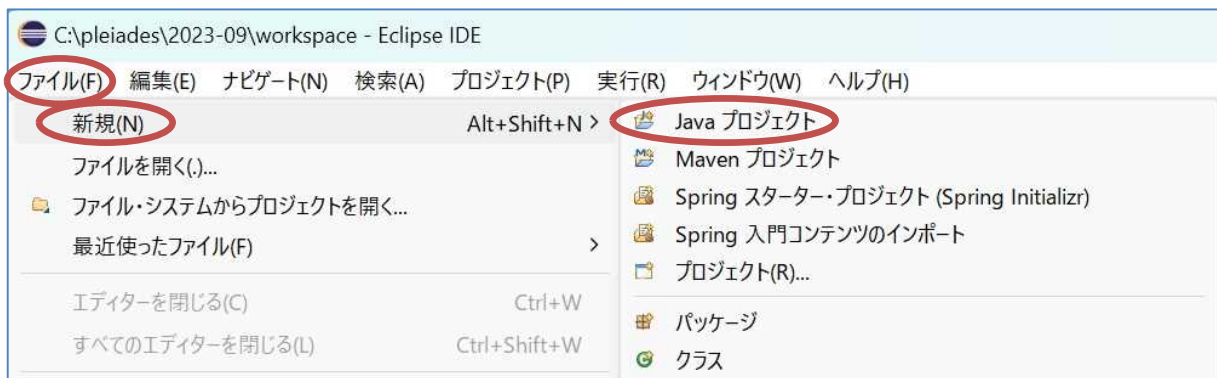 C:\pleiades\2023-09\workspace - Eclipse IDE
ファイル(F) 編集(E) ナビゲート(N) 検索(A) プロジェクト(P) 実行(R) ウィンドウ(W) ヘルプ(H)
新規(N) Alt+Shift+N >
ファイルを開く(.)...
ファイル・システムからプロジェクトを開く...
最近使ったファイル(F) >
エディターを閉じる(C) Ctrl+W
すべてのエディターを閉じる(L) Ctrl+Shift+W
Java プロジェクト
Maven プロジェクト
Spring スターター・プロジェクト (Spring Initializr)
Spring 入門コンテンツのインポート
プロジェクト(R)...
パッケージ
クラス